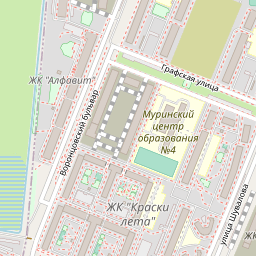 Графская улица
ЖК "Алфавит"
Воронцовский бульвар
Муринский
центр
образования
№4
ЖК "Краски
лета"
улица Шувалова